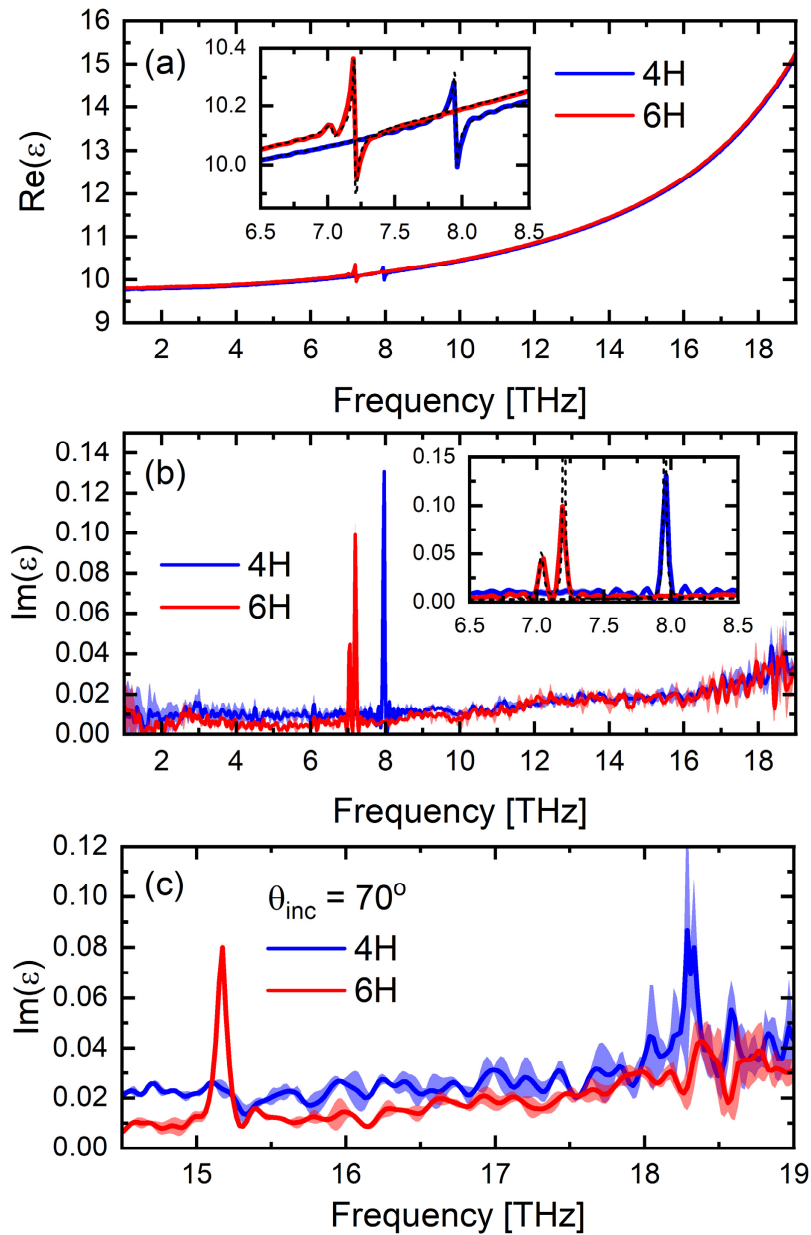 (a)
4H
6H
Re(ε)
16
15
14
13
12
11
10
9
10.4
10.2
10.0
6.5 7.0 7.5 8.0 8.5
2 4 6 8 10 12 14 16 18
Frequency [THz]
(b)
4H
6H
Im(ε)
0.14
0.12
0.10
0.08
0.06
0.04
0.02
0.00
0.15
0.10
0.05
0.00
6.5 7.0 7.5 8.0 8.5
2 4 6 8 10 12 14 16 18
Frequency [THz]
(c)
θinc = 70º
4H
6H
Im(ε)
0.12
0.10
0.08
0.06
0.04
0.02
0.00
15 16 17 18 19
Frequency [THz]